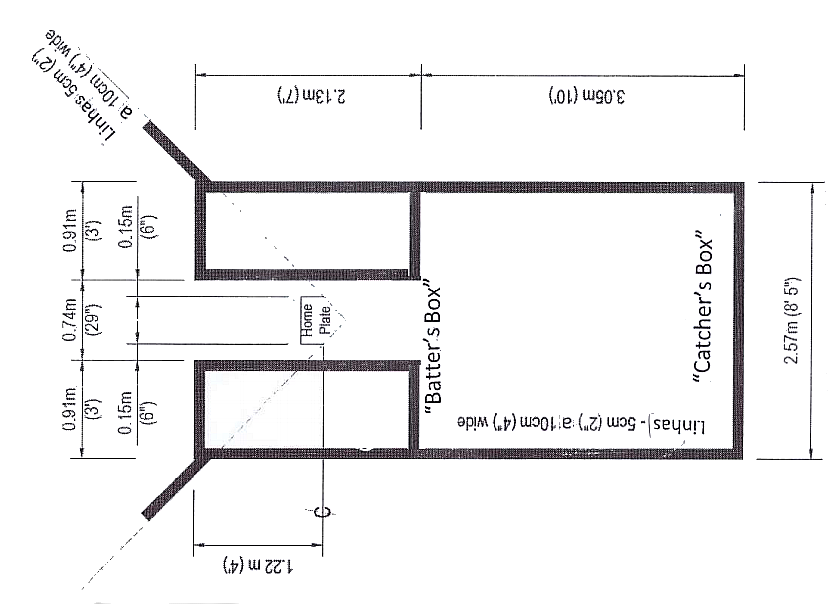 Linhas 5cm (2")
a 10cm (4") wide
2.13m (7')
3.05m (10')
0.91m
(3')
0.15m
(6")
0.74m
(29")
0.91m
(3')
0.15m
(6")
Home
Plate
"Batter's Box"
"Catcher's Box"
2.57m (8' 5")
Linhas - 5cm (2") a 10cm (4") wide
C
1.22 m (4')